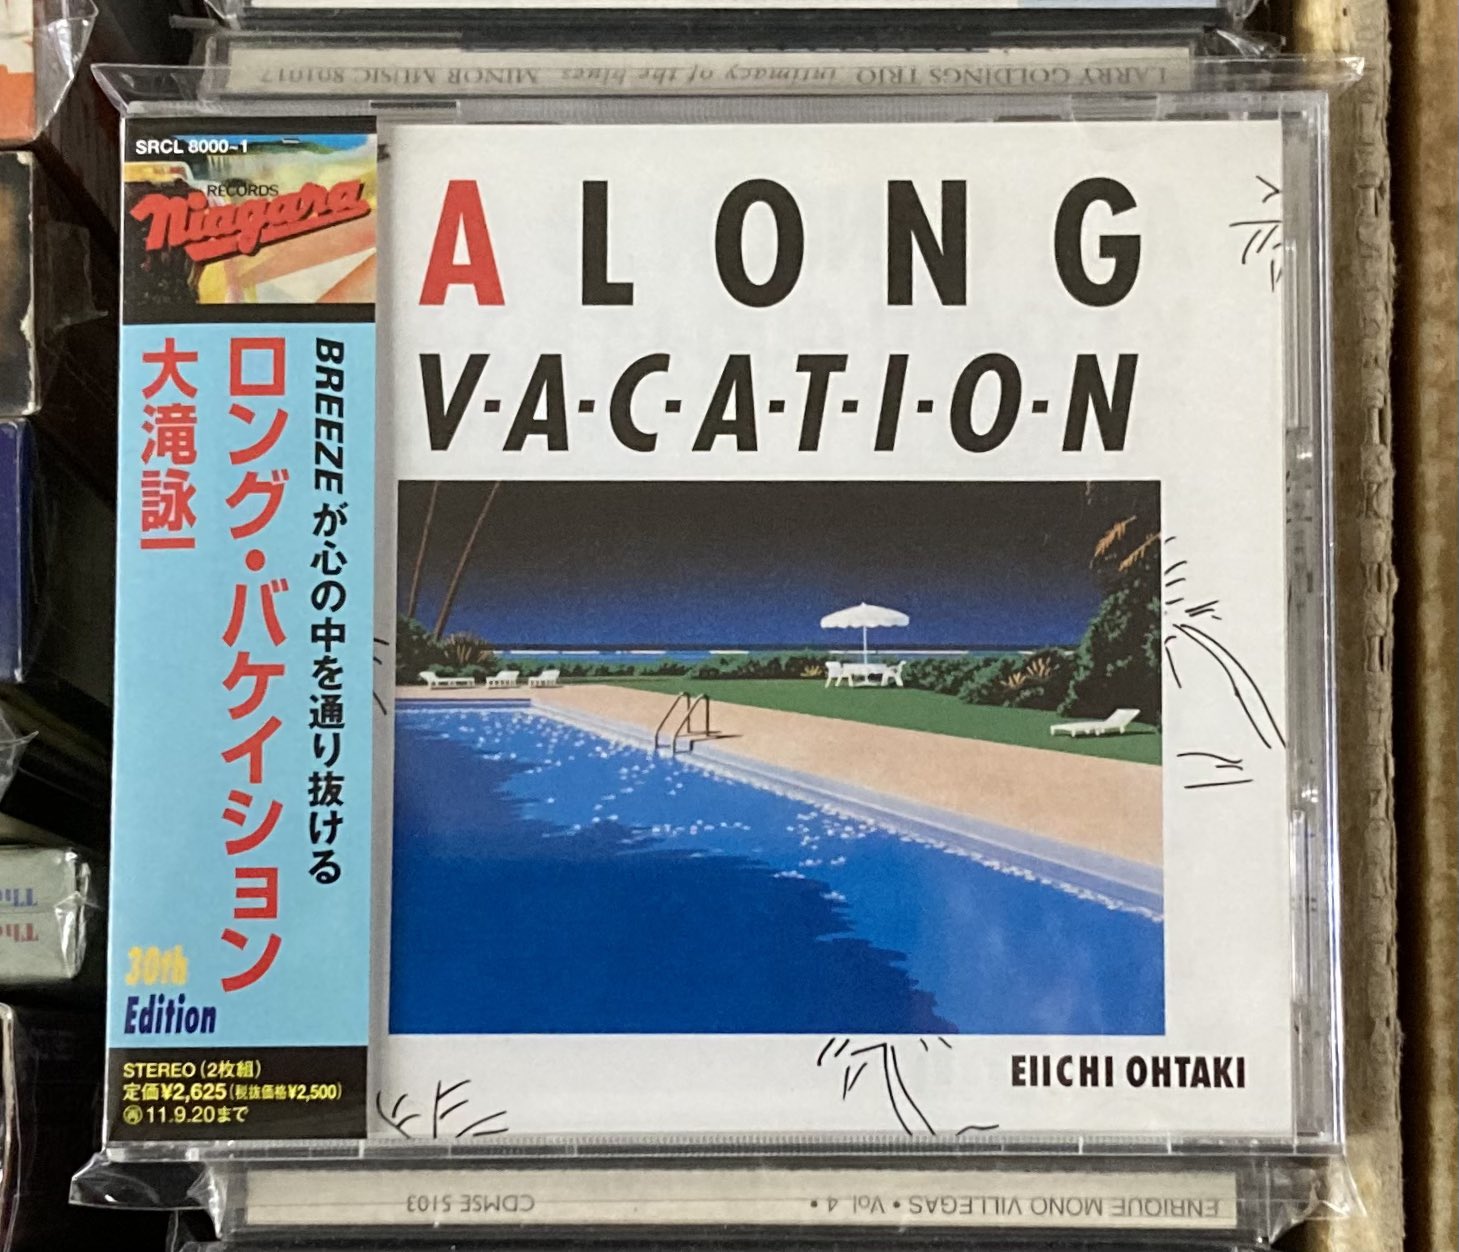 LARRY GOLDINGS TRIO intimacy of the blues MINOR MUSIC 801017
SRCL 8000~1
RECORDS
Niagara
BREEZEが心の中を通り抜ける
ロング・バケイション
大滝詠一
30th
Edition
STEREO(2枚組)
定価¥2,625(税抜価格¥2,500)
㊢11.9.20まで
A LONG
V・A・C・A・T・I・O・N
EIICHI OHTAKI
ENRIQUE MONO VILLEGAS • Vol. 4 • CDMSE 5103